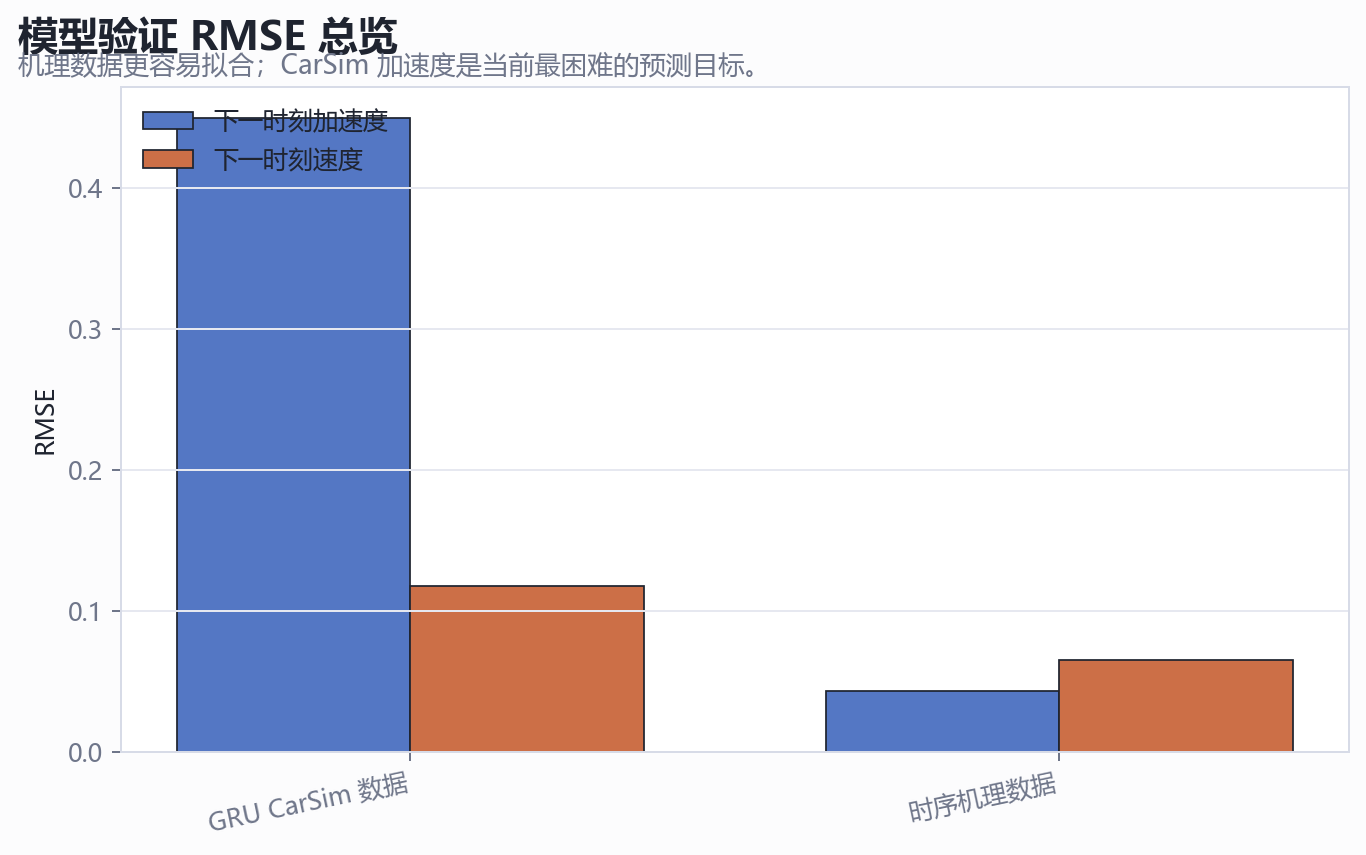 模型验证 RMSE 总览
机理数据更容易拟合；CarSim 加速度是当前最困难的预测目标。
下一时刻加速度
下一时刻速度
0.4
0.3
0.2
0.1
0.0
RMSE
GRU CarSim 数据
时序机理数据